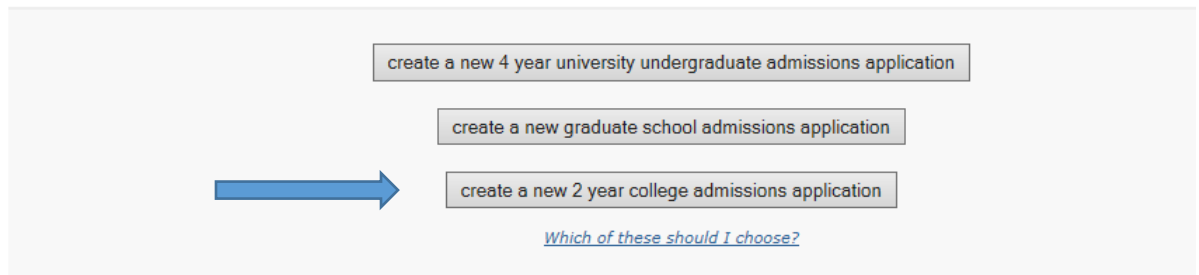 create a new 4 year university undergraduate admissions application
create a new graduate school admissions application
create a new 2 year college admissions application
Which of these should I choose?